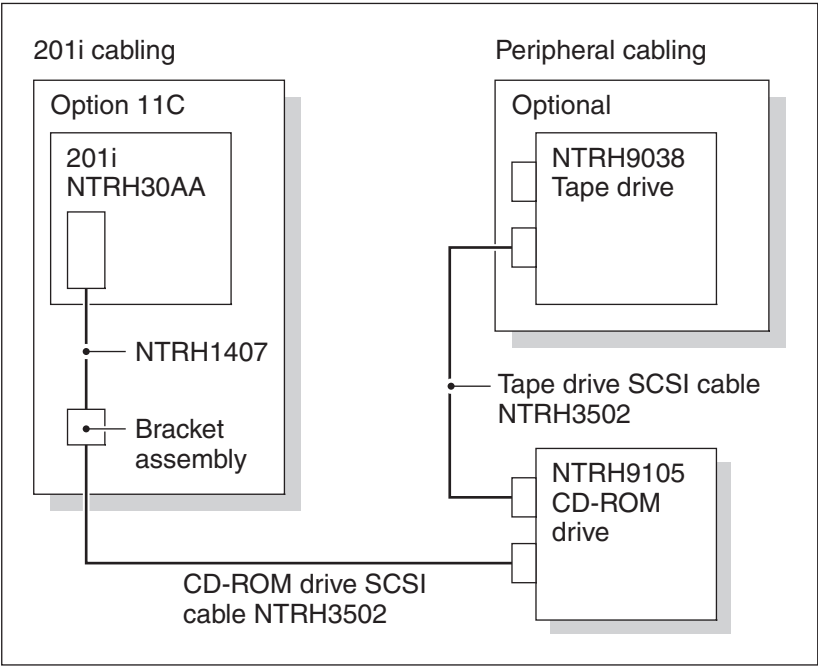 201i cabling
Option 11C
201i
NTRH30AA
NTRH1407
Bracket
assembly
Peripheral cabling
Optional
NTRH9038
Tape drive
Tape drive SCSI cable
NTRH3502
NTRH9105
CD-ROM
drive
CD-ROM drive SCSI
cable NTRH3502